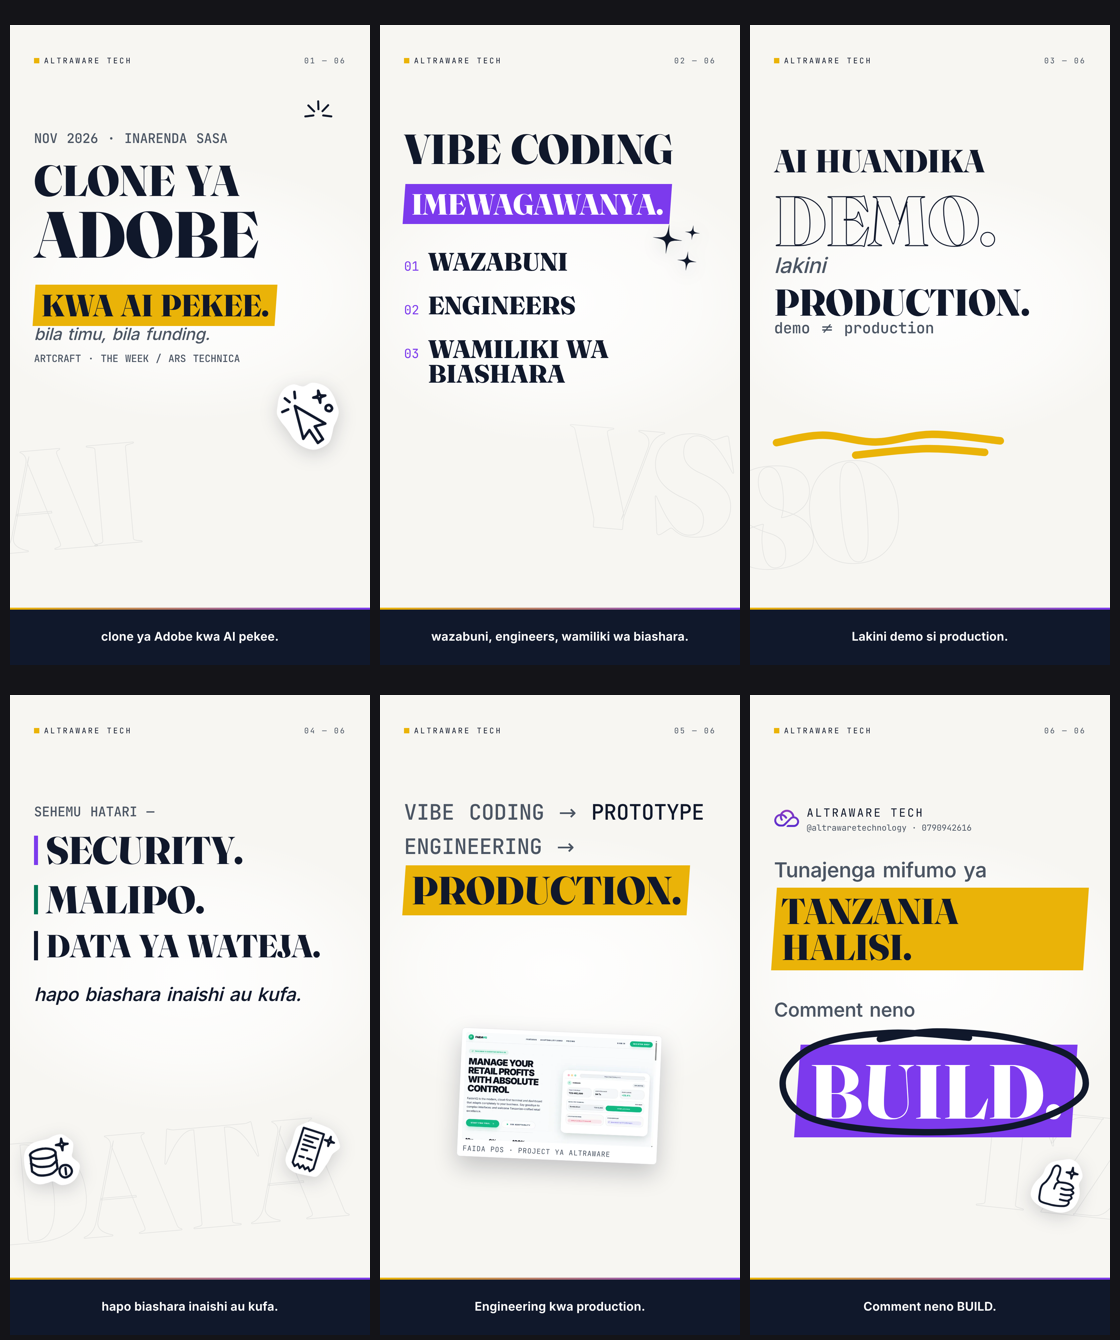 ALTRAWARE TECH
01 — 06
NOV 2026 · INARENDA SASA
CLONE YA
ADOBE
KWA AI PEKEE.
bila timu, bila funding.
ARTCRAFT · THE WEEK / ARS TECHNICA
AI
clone ya Adobe kwa AI pekee.
ALTRAWARE TECH
02 — 06
VIBE CODING
IMEWAGAWANYA.
01 WAZABUNI
02 ENGINEERS
03 WAMILIKI WA
BIASHARA
VS
wazabuni, engineers, wamiliki wa biashara.
ALTRAWARE TECH
03 — 06
AI HUANDIKA
DEMO.
lakini
PRODUCTION.
demo ≠ production
80
Lakini demo si production.
ALTRAWARE TECH
04 — 06
SEHEMU HATARI —
SECURITY.
MALIPO.
DATA YA WATEJA.
hapo biashara inaishi au kufa.
DATA
hapo biashara inaishi au kufa.
ALTRAWARE TECH
05 — 06
VIBE CODING → PROTOTYPE
ENGINEERING →
PRODUCTION.
MANAGE YOUR
RETAIL PROFITS
WITH ABSOLUTE
CONTROL
FAIDA POS · PROJECT YA ALTRAWARE
Engineering kwa production.
ALTRAWARE TECH
06 — 06
ALTRAWARE TECH
@altrawaretechnology · 0790942616
Tunajenga mifumo ya
TANZANIA
HALISI.
Comment neno
BUILD.
Comment neno BUILD.